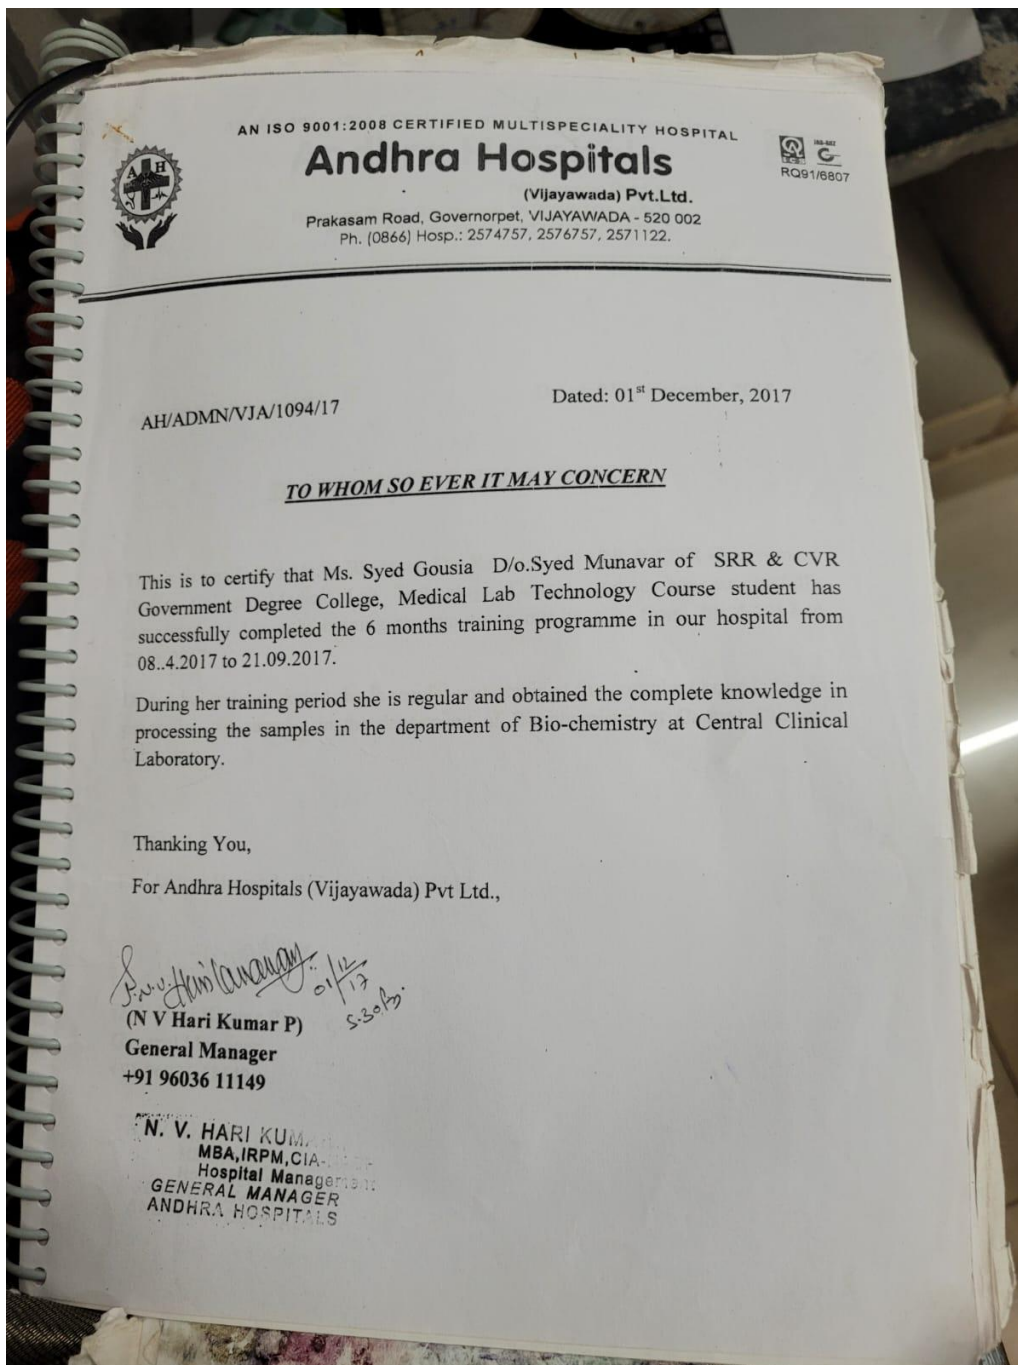 AN ISO 9001:2008 CERTIFIED MULTISPECIALITY HOSPITAL
Andhra Hospitals
(Vijayawada) Pvt.Ltd.
Prakasam Road, Governorpet, VIJAYAWADA - 520 002
Ph. (0866) Hosp.: 2574757, 2576757, 2571122.
A H
RQ91/6807
AH/ADMN/VJA/1094/17
Dated: 01st December, 2017
TO WHOM SO EVER IT MAY CONCERN
This is to certify that Ms. Syed Gousia D/o.Syed Munavar of SRR & CVR
Government Degree College, Medical Lab Technology Course student has
successfully completed the 6 months training programme in our hospital from
08..4.2017 to 21.09.2017.
During her training period she is regular and obtained the complete knowledge in
processing the samples in the department of Bio-chemistry at Central Clinical
Laboratory.
Thanking You,
For Andhra Hospitals (Vijayawada) Pvt Ltd.,
01/12/17
(N V Hari Kumar P)
General Manager
+91 96036 11149
N. V. HARI KUM
MBA,IRPM,CIA-
Hospital Management
GENERAL MANAGER
ANDHRA HOSPITALS